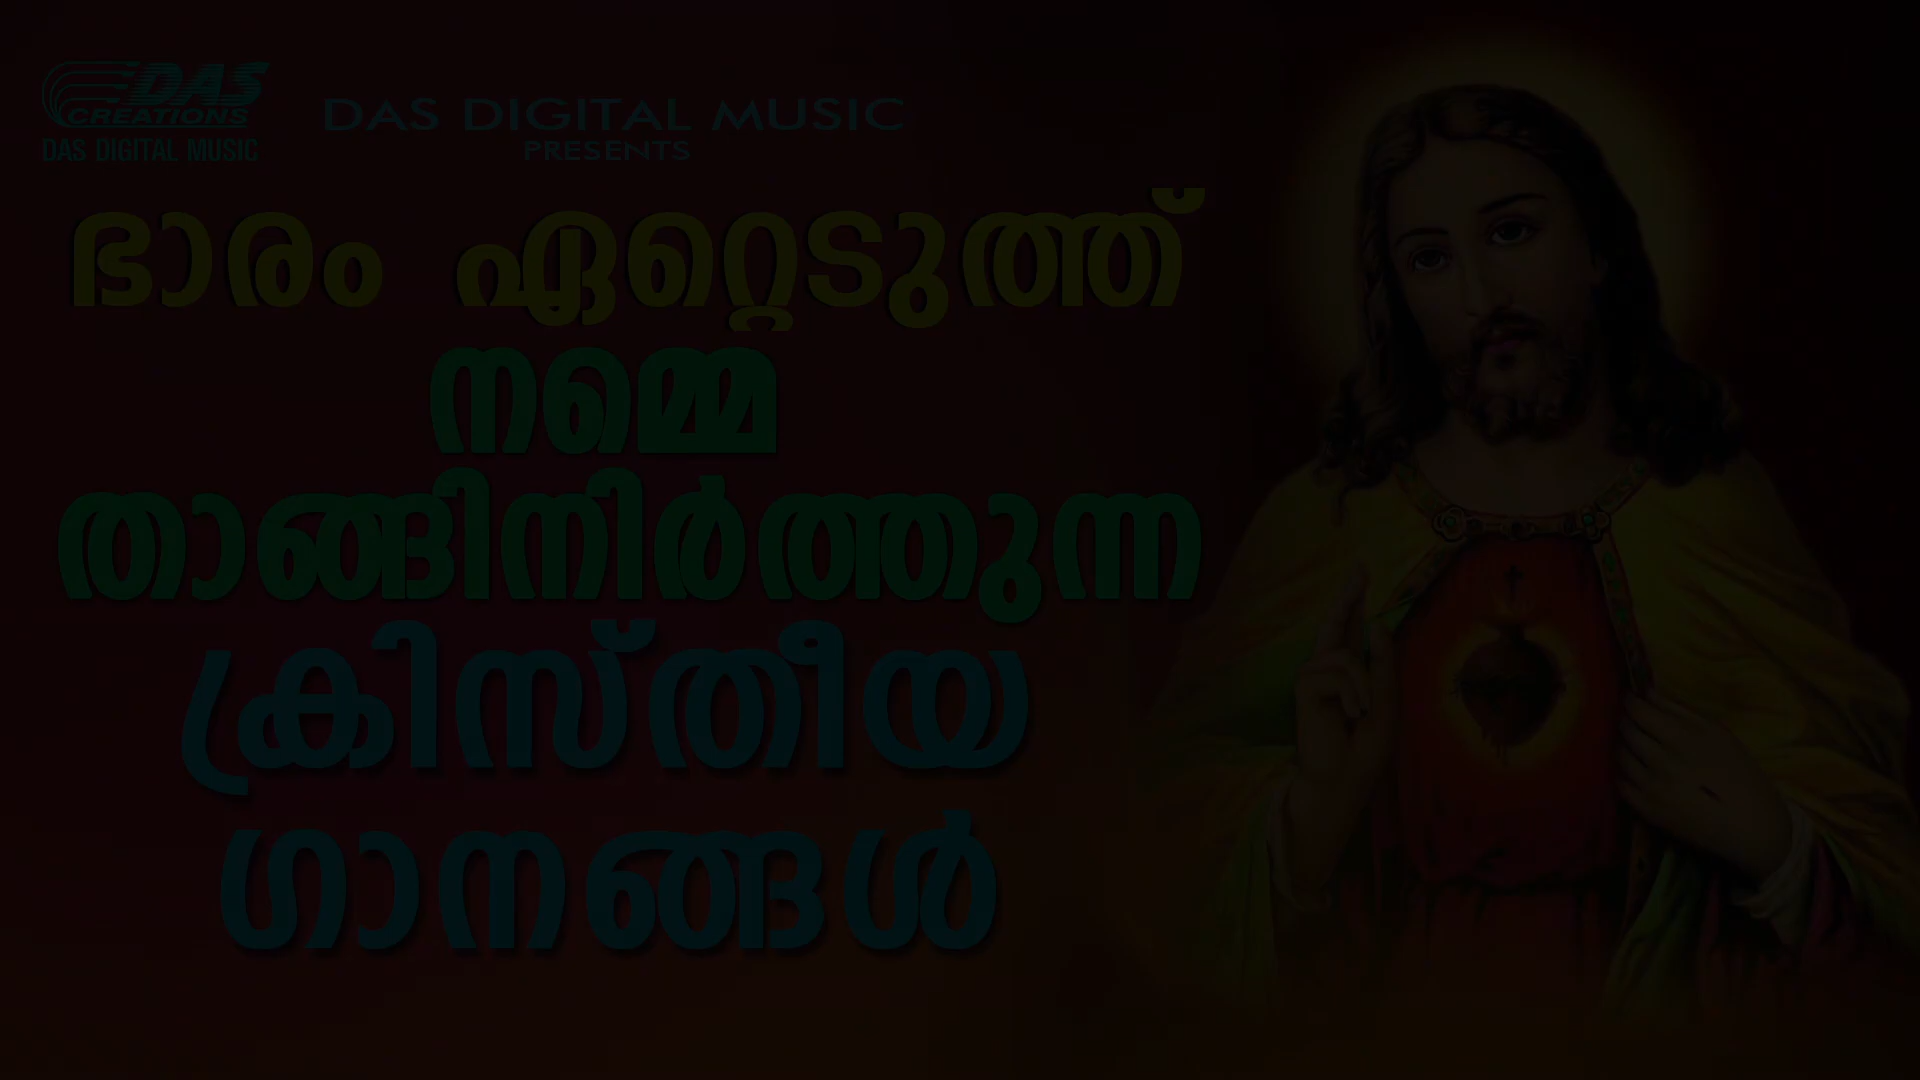 DAS
CREATIONS
DAS DIGITAL MUSIC
DAS DIGITAL MUSIC
PRESENTS
ഭാരം ഏറ്റെടുത്ത്
നമ്മെ
താങ്ങിനിർത്തുന്ന
ക്രിസ്തീയ
ഗാനങ്ങൾ